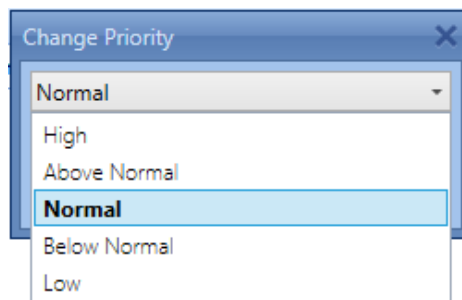 Change Priority
Normal
High
Above Normal
Normal
Below Normal
Low